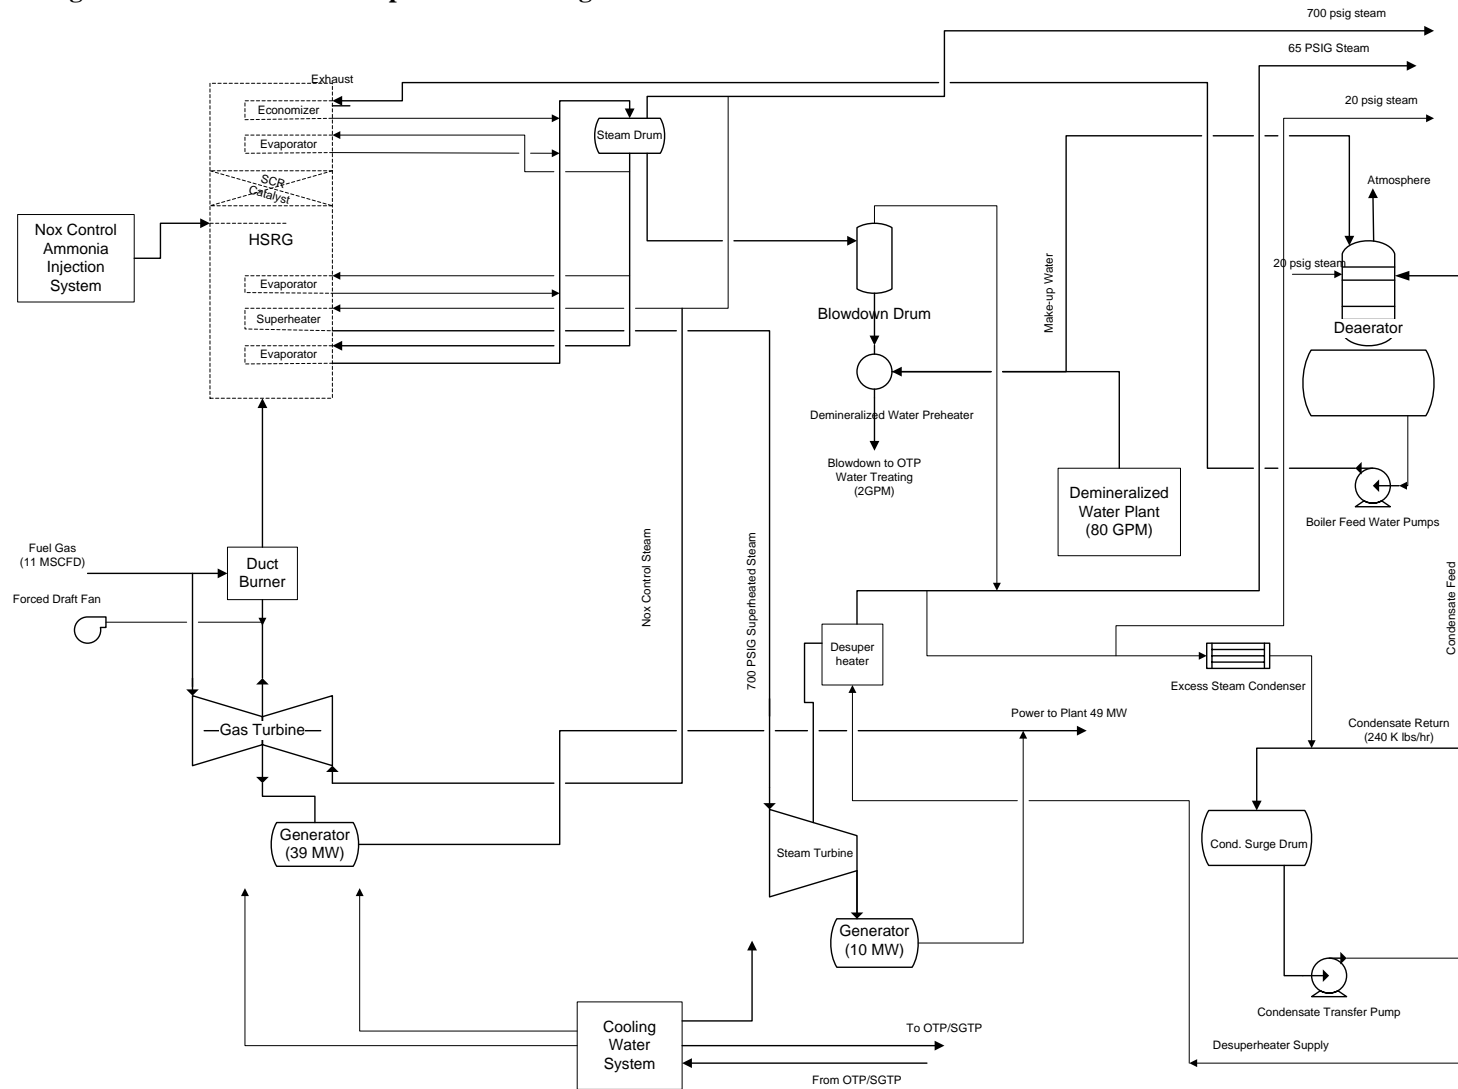 700 psig steam
65 PSIG Steam
20 psig steam
Exhaust
Economizer
Evaporator
Steam Drum
SCR
Catalyst
HSRG
Nox Control
Ammonia
Injection
System
Evaporator
Superheater
Evaporator
Atmosphere
20 psig steam
Deaerator
Make-up Water
Blowdown Drum
Demineralized Water Preheater
Blowdown to OTP
Water Treating
(2GPM)
Demineralized
Water Plant
(80 GPM)
Boiler Feed Water Pumps
Fuel Gas
(11 MSCFD)
Duct
Burner
Forced Draft Fan
Nox Control Steam
700 PSIG Superheated Steam
Condensate Feed
Desuper
heater
Excess Steam Condenser
Gas Turbine
Power to Plant 49 MW
Condensate Return
(240 K lbs/hr)
Generator
(39 MW)
Steam Turbine
Cond. Surge Drum
Generator
(10 MW)
Condensate Transfer Pump
Cooling
Water
System
To OTP/SGTP
From OTP/SGTP
Desuperheater Supply